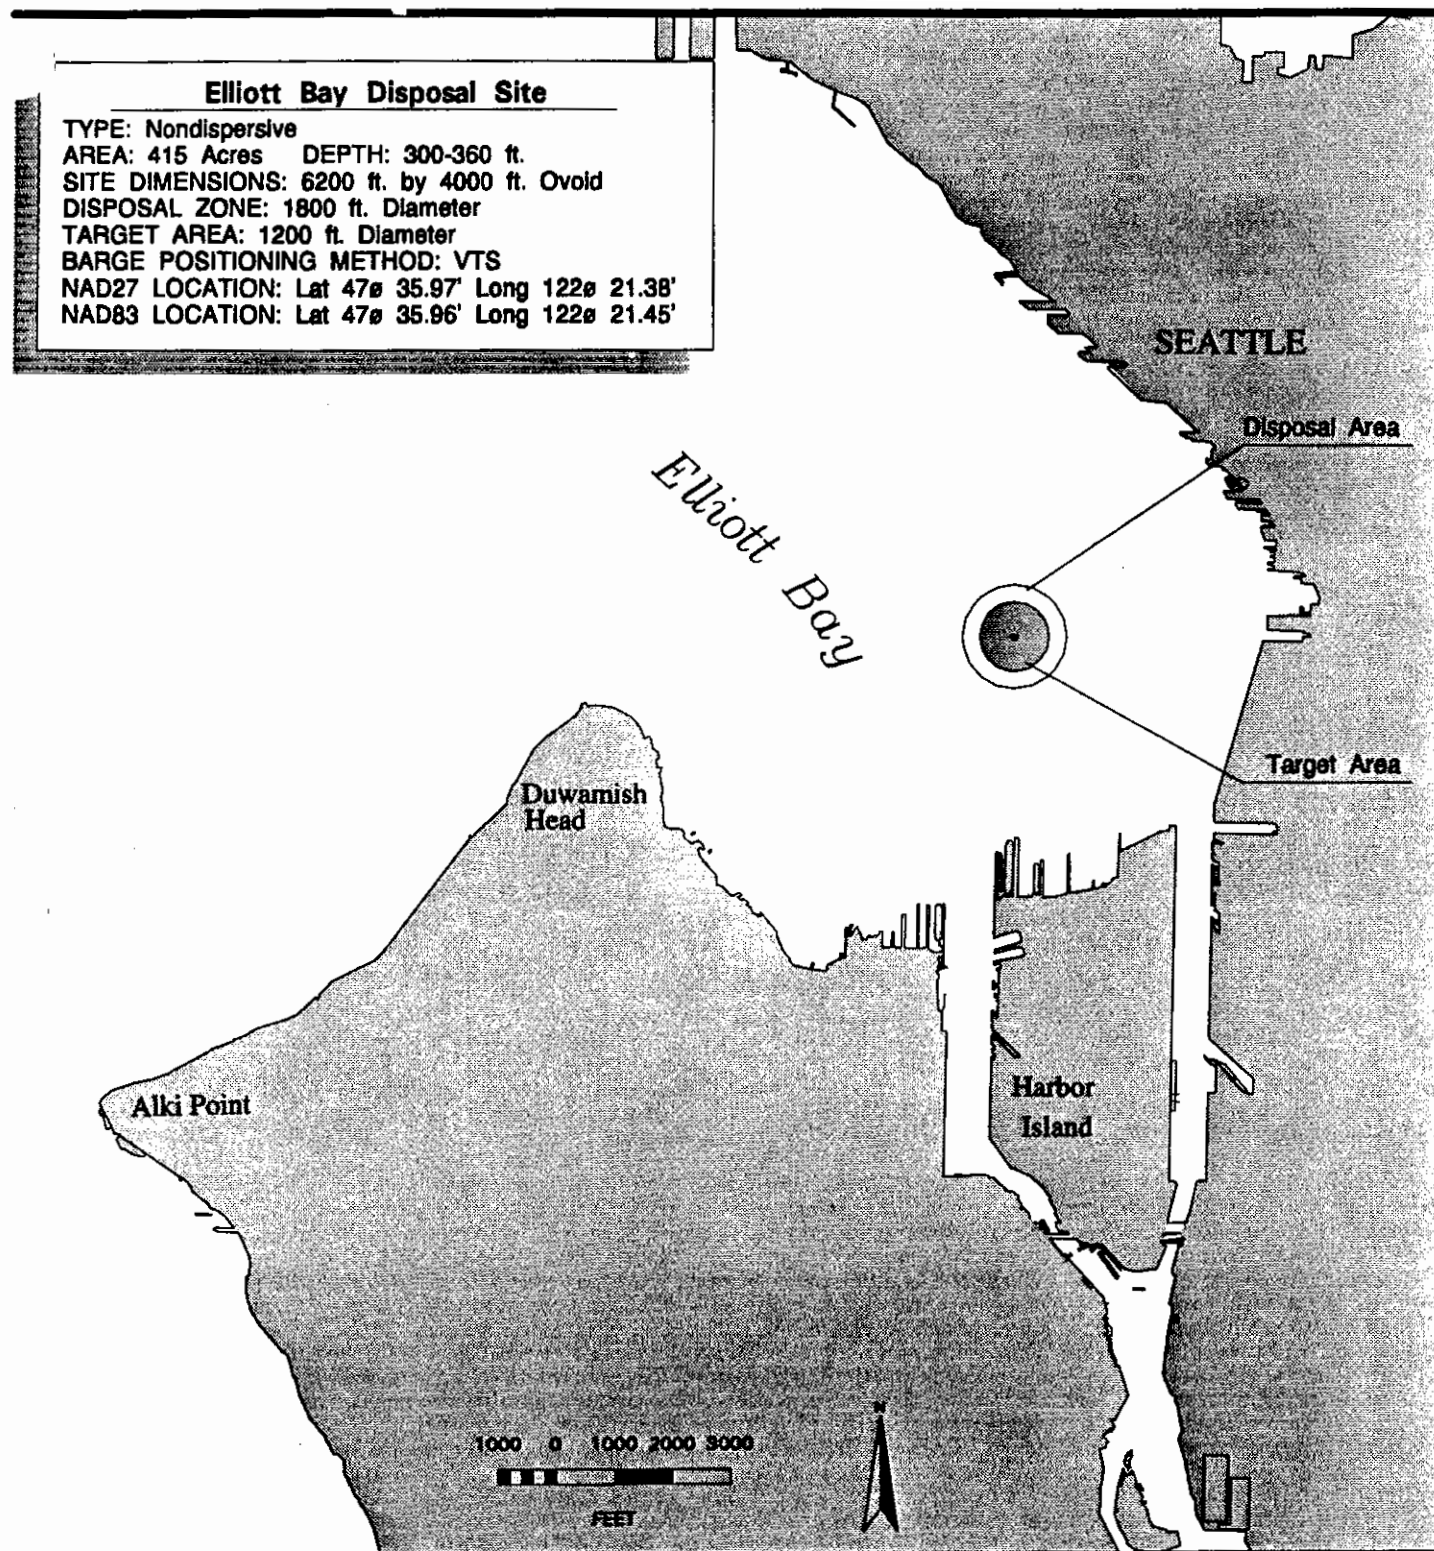 Elliott Bay Disposal Site
TYPE: Nondispersive
AREA: 415 Acres DEPTH: 300-360 ft.
SITE DIMENSIONS: 6200 ft. by 4000 ft. Ovoid
DISPOSAL ZONE: 1800 ft. Diameter
TARGET AREA: 1200 ft. Diameter
BARGE POSITIONING METHOD: VTS
NAD27 LOCATION: Lat 47ø 35.97' Long 122ø 21.38'
NAD83 LOCATION: Lat 47ø 35.96' Long 122ø 21.45'
SEATTLE
Disposal Area
Elliott Bay
Target Area
Duwamish
Head
Harbor
Island
Alki Point
N
1000 0 1000 2000 3000
FEET